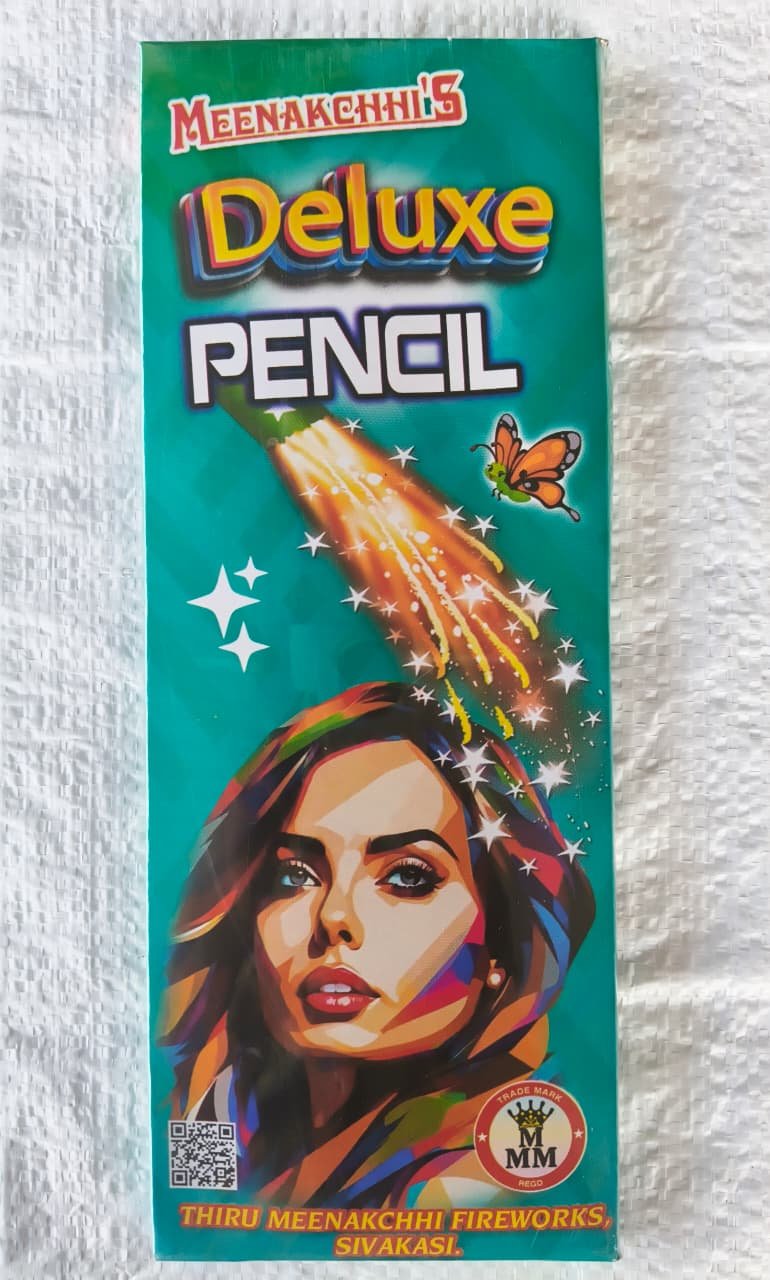 MEENAKCHHI'S
Deluxe
PENCIL
TRADE MARK
M
MMM
REGD
THIRU MEENAKCHHI FIREWORKS,
SIVAKASI.